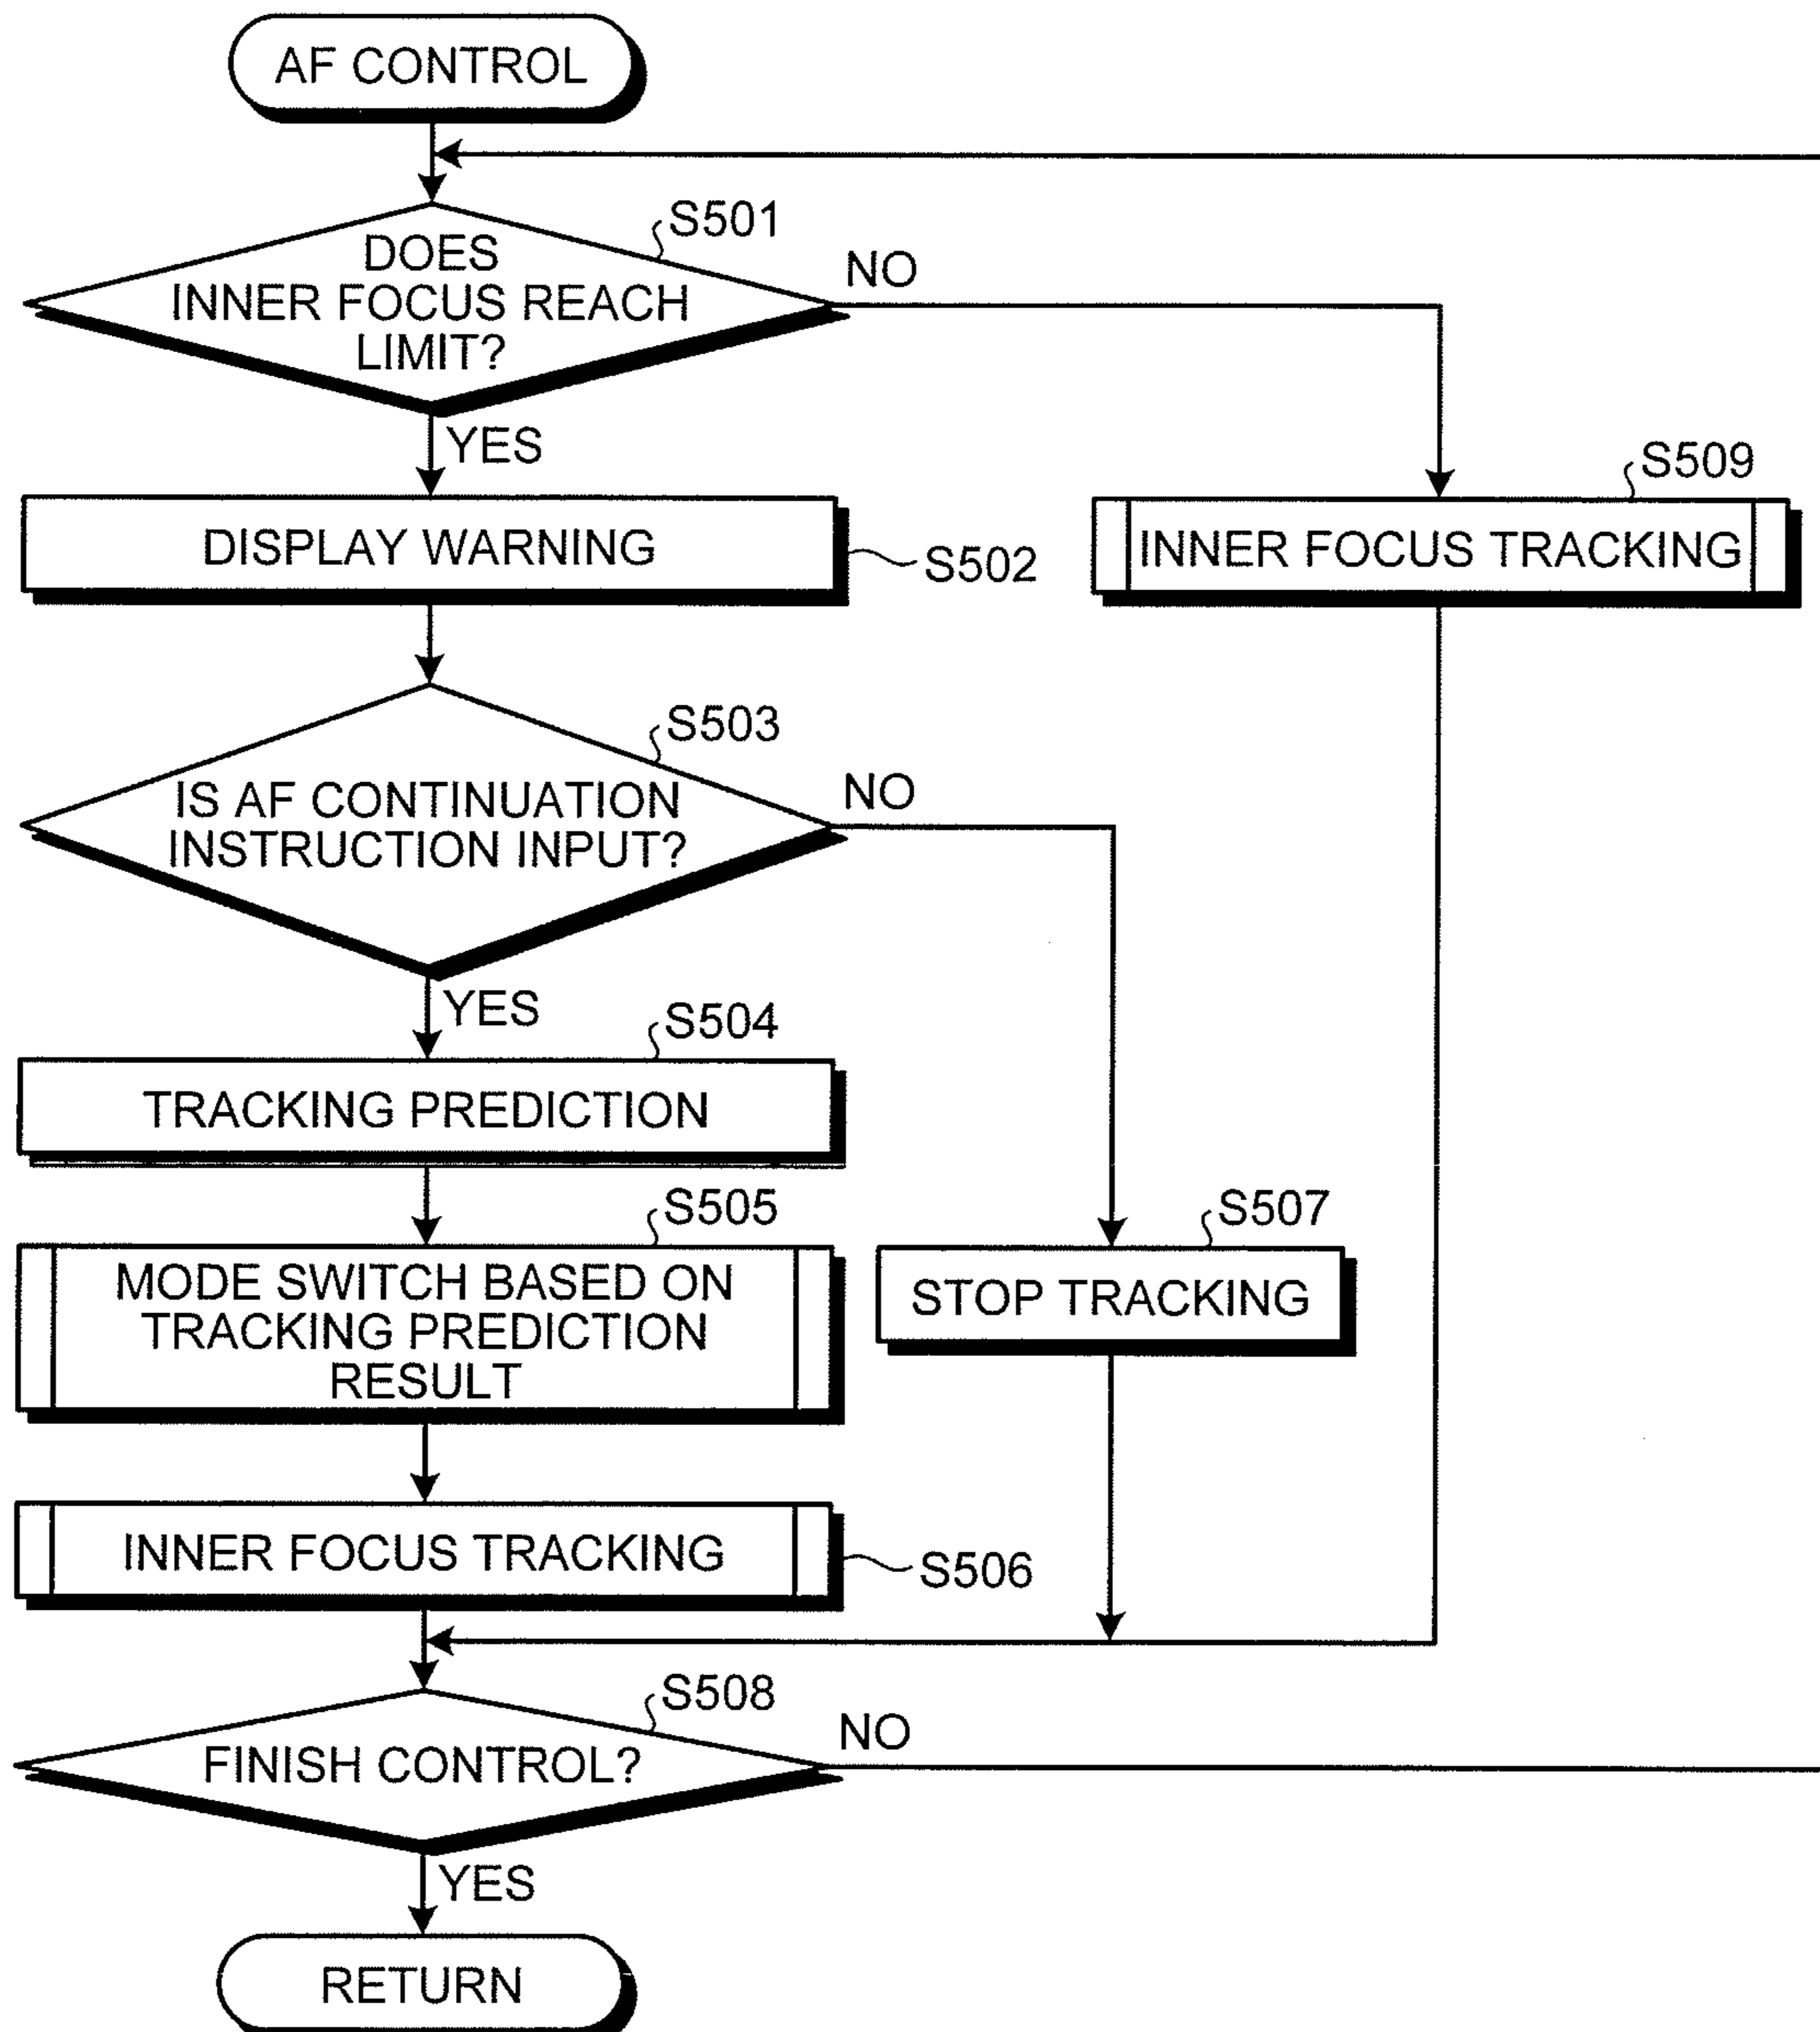 AF CONTROL
S501
DOES
INNER FOCUS REACH
LIMIT?
NO
YES
S509
INNER FOCUS TRACKING
DISPLAY WARNING
S502
S503
IS AF CONTINUATION
INSTRUCTION INPUT?
NO
YES
S504
TRACKING PREDICTION
S505
MODE SWITCH BASED ON
TRACKING PREDICTION
RESULT
S507
STOP TRACKING
INNER FOCUS TRACKING
S506
S508
FINISH CONTROL?
NO
YES
RETURN